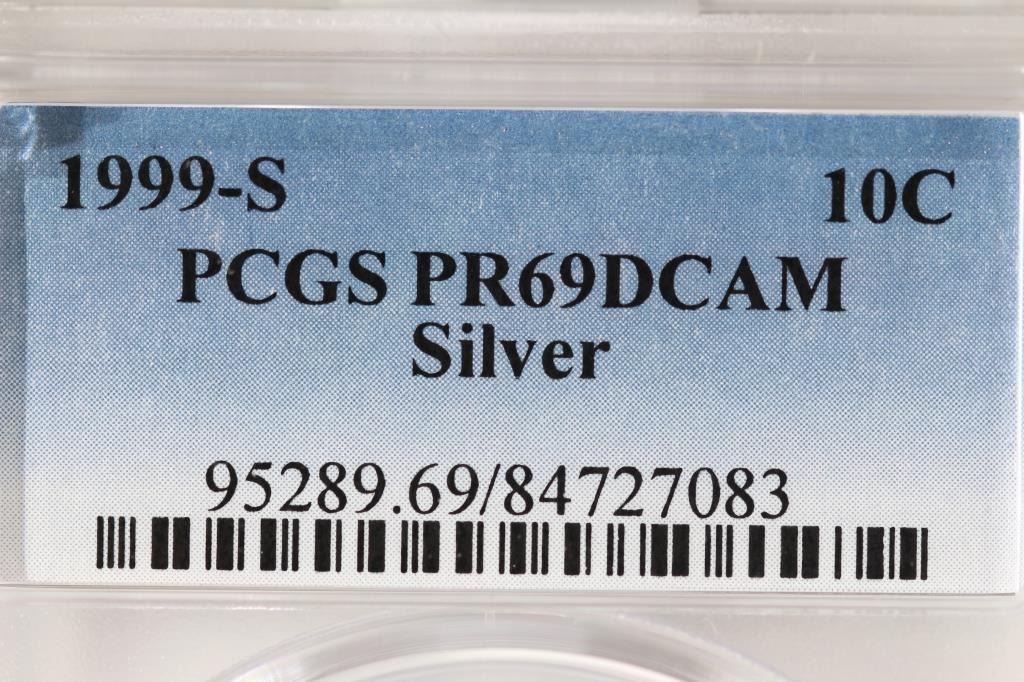 1999-S 10C
PCGS PR69DCAM
Silver
95289.69/84727083